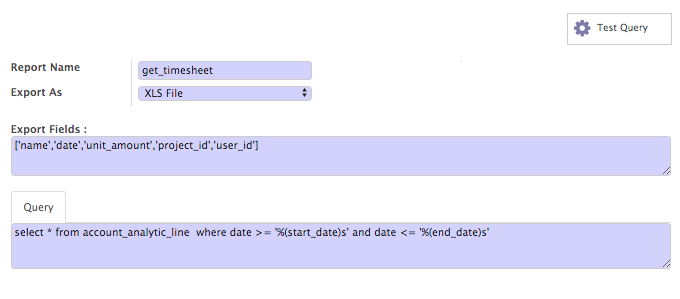 Test Query
Report Name
get_timesheet
Export As
XLS File
Export Fields :
['name','date','unit_amount','project_id','user_id']
Query
select * from account_analytic_line  where date >= '%(start_date)s' and date <= '%(end_date)s'